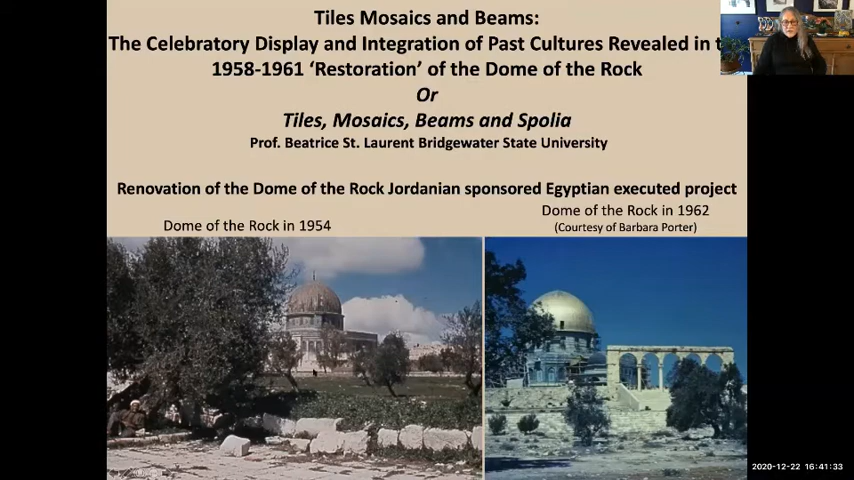 Tiles Mosaics and Beams:
The Celebratory Display and Integration of Past Cultures Revealed in
1958-1961 ‘Restoration’ of the Dome of the Rock
Or
Tiles, Mosaics, Beams and Spolia
Prof. Beatrice St. Laurent Bridgewater State University
Renovation of the Dome of the Rock Jordanian sponsored Egyptian executed project
Dome of the Rock in 1954
Dome of the Rock in 1962
(Courtesy of Barbara Porter)
2020-12-22 16:41:33